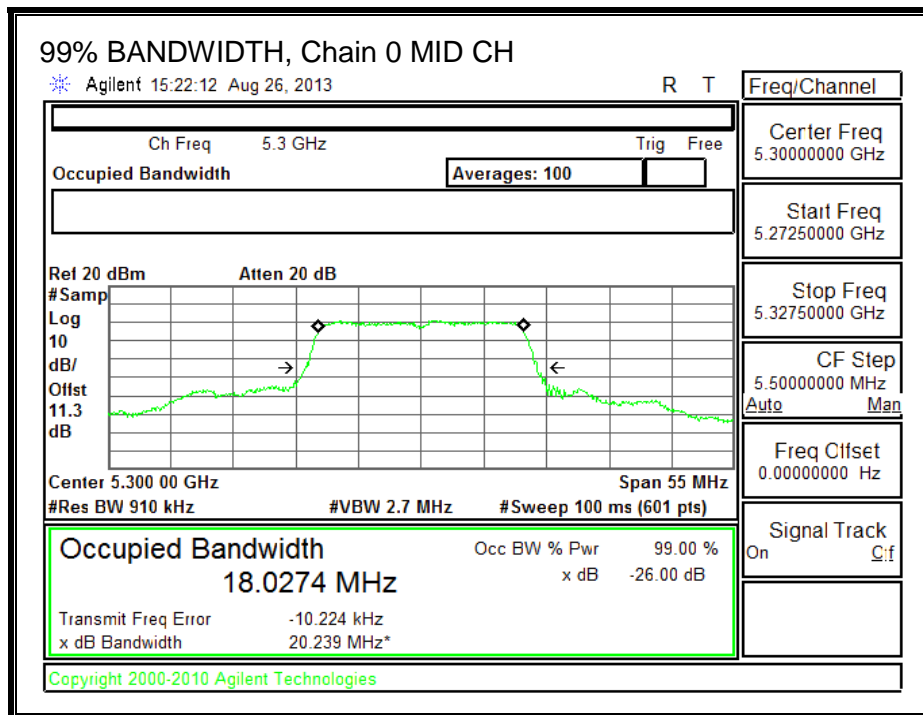 99% BANDWIDTH, Chain 0 MID CH
Agilent 15:22:12 Aug 26, 2013 R T
Freq/Channel
Ch Freq 5.3 GHz Trig Free
Occupied Bandwidth Averages: 100
Center Freq
5.30000000 GHz
Start Freq
5.27250000 GHz
Stop Freq
5.32750000 GHz
CF Step
5.50000000 MHz
Auto Man
Freq Offset
0.00000000 Hz
Signal Track
On Off
Ref 20 dBm Atten 20 dB
#Samp
Log
10
dB/
Offst
11.3
dB
Center 5.300 00 GHz Span 55 MHz
#Res BW 910 kHz #VBW 2.7 MHz #Sweep 100 ms (601 pts)
Occupied Bandwidth Occ BW % Pwr 99.00 %
18.0274 MHz x dB -26.00 dB
Transmit Freq Error -10.224 kHz
x dB Bandwidth 20.239 MHz*
Copyright 2000-2010 Agilent Technologies